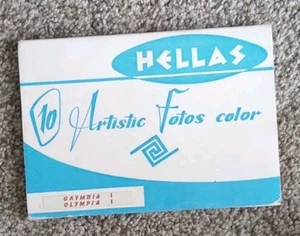 HELLAS
10 Artistic Fotos color
ΟΛΥΜΠΙΑ 1
OLYMPIA 1